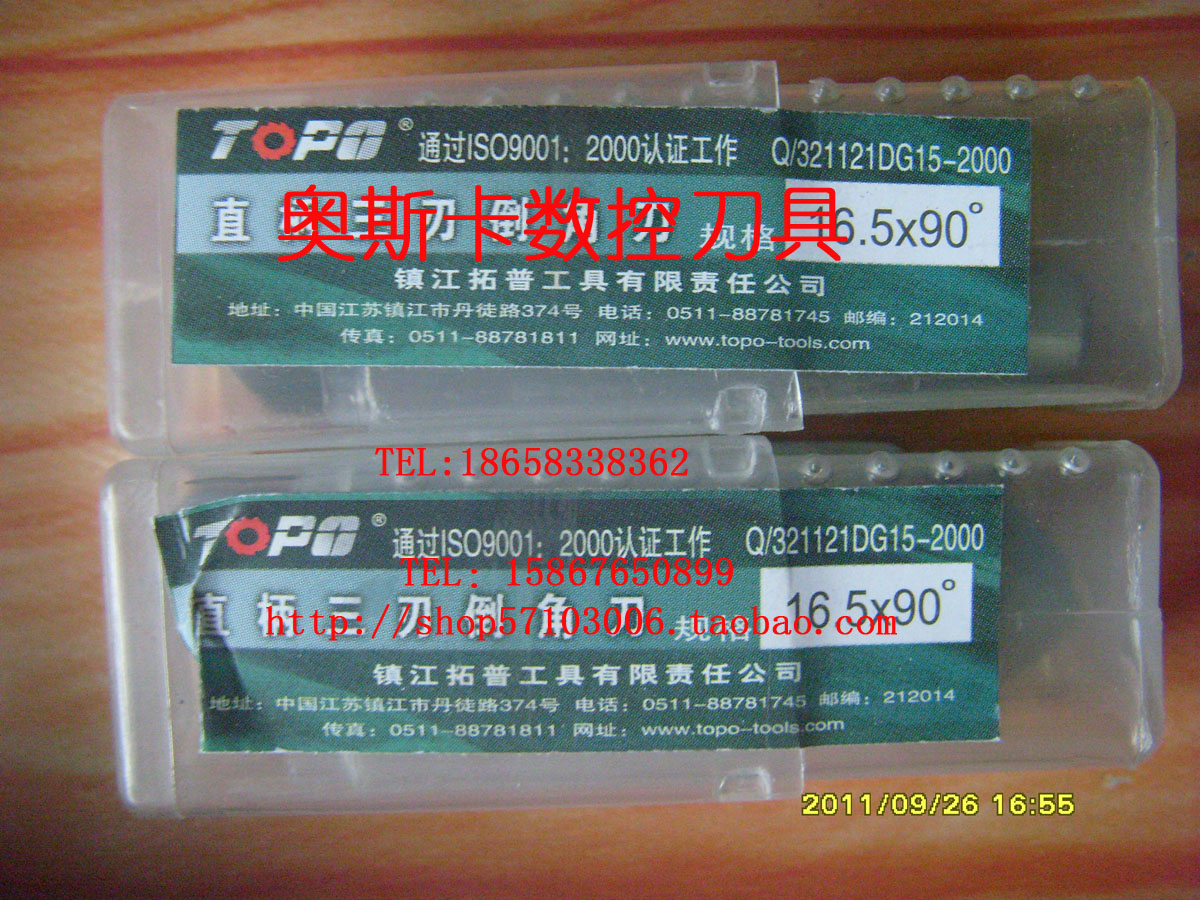 TOPO® 通过ISO9001：2000认证工作 Q/321121DG15-2000
奥斯卡数控刀具
直柄三刃倒角刀 规格 16.5x90°
镇江拓普工具有限责任公司
地址：中国江苏镇江市丹徒路374号 电话：0511-88781745 邮编：212014
传真：0511-88781811 网址：www.topo-tools.com
TEL:18658338362
TOPO® 通过ISO9001：2000认证工作 Q/321121DG15-2000
TEL: 15867650899
直柄三刃倒角刀 规格 16.5x90°
http://shop57103006.taobao.com
镇江拓普工具有限责任公司
地址：中国江苏镇江市丹徒路374号 电话：0511-88781745 邮编：212014
传真：0511-88781811 网址：www.topo-tools.com
2011/09/26 16:55